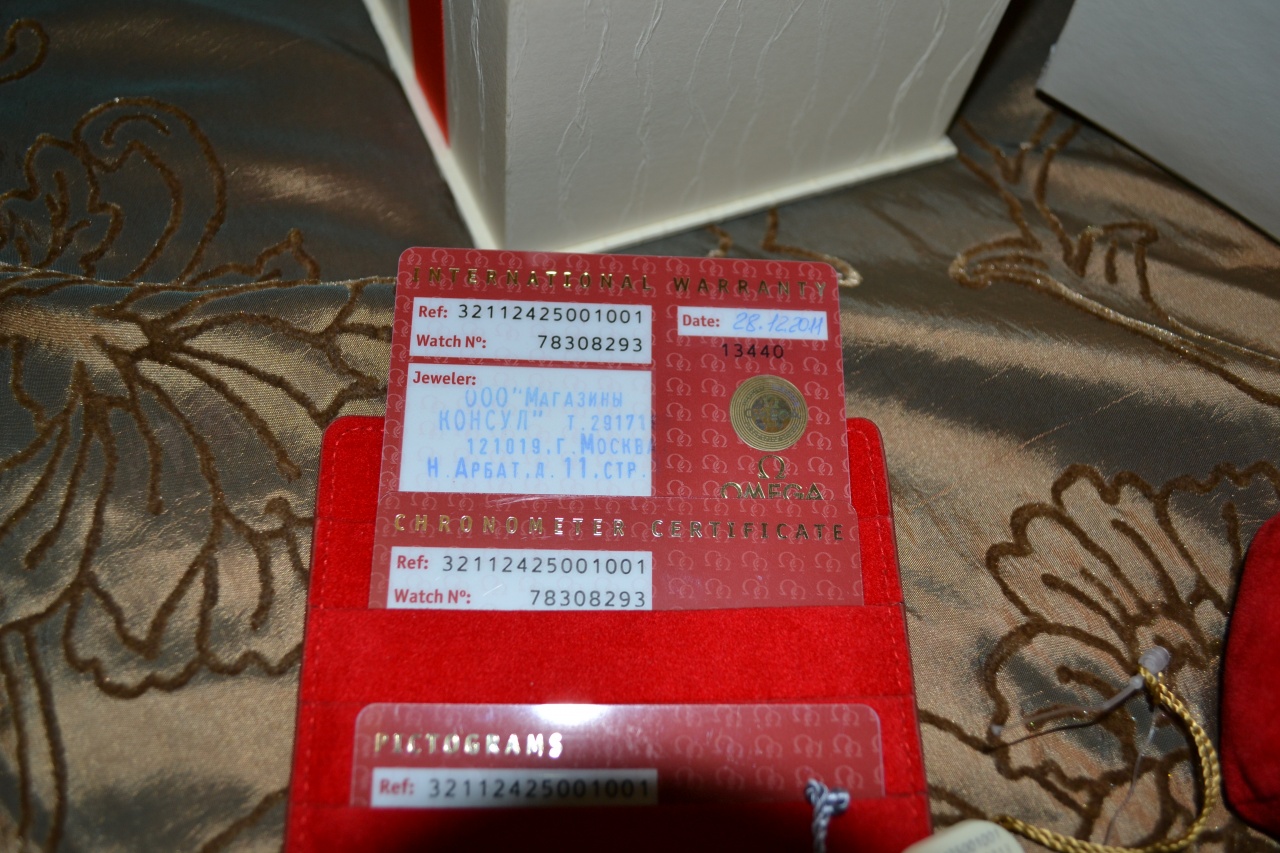 INTERNATIONAL WARRANTY
Ref: 32112425001001
Watch Nº: 78308293
Date: 28.12.2011
13440
Jeweler:
ООО "Магазины
КОНСУЛ" т. 29171
121019.г.Москва
Н.Арбат.д.11.стр.
Ω
OMEGA
CHRONOMETER CERTIFICATE
Ref: 32112425001001
Watch Nº: 78308293
PICTOGRAMS
Ref: 32112425001001